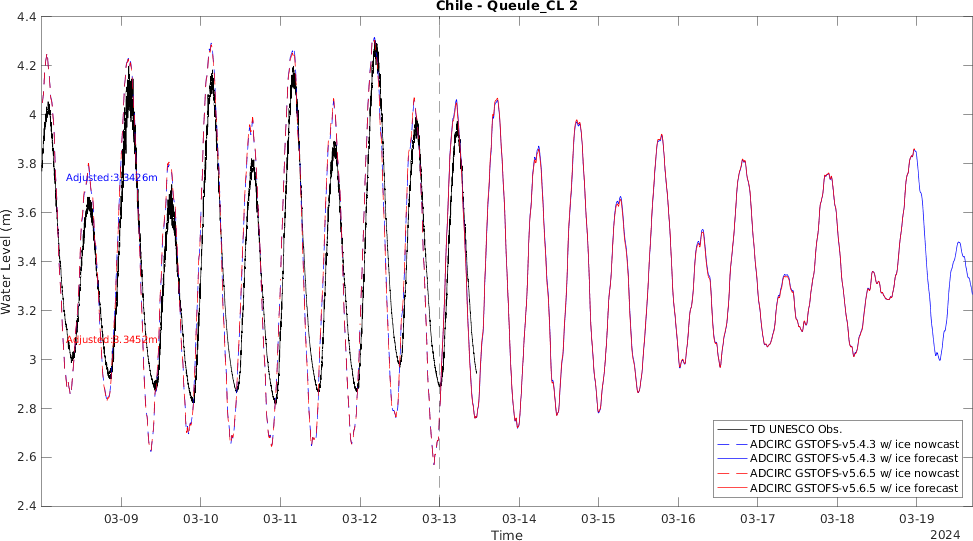 Chile - Queule_CL 2
Water Level (m)
4.4
4.2
4
3.8
3.6
3.4
3.2
3
2.8
2.6
2.4
Adjusted:3.3426m
Adjusted:3.3452m
TD UNESCO Obs.
ADCIRC GSTOFS-v5.4.3 w/ ice nowcast
ADCIRC GSTOFS-v5.4.3 w/ ice forecast
ADCIRC GSTOFS-v5.6.5 w/ ice nowcast
ADCIRC GSTOFS-v5.6.5 w/ ice forecast
03-09 03-10 03-11 03-12 03-13 03-14 03-15 03-16 03-17 03-18 03-19
Time
2024